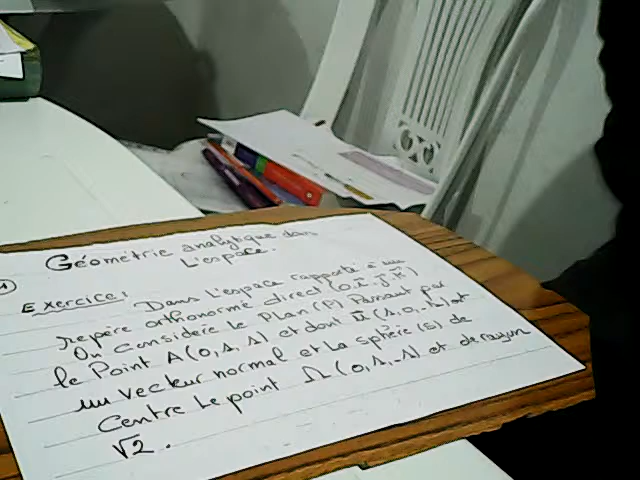 Géometrie analytique dans
L'espace.
1
Exercice:
Dans L'espace rapporté à un
repère orthonormé direct (o.i.j.k)
On considère le Plan (P) Passant par
le Point A(0,1,1) et dont u(1,0,-1) est
un vecteur normal et la sphère (S) de
Centre Le point Ω(0,1,-1) et de rayon
√2.